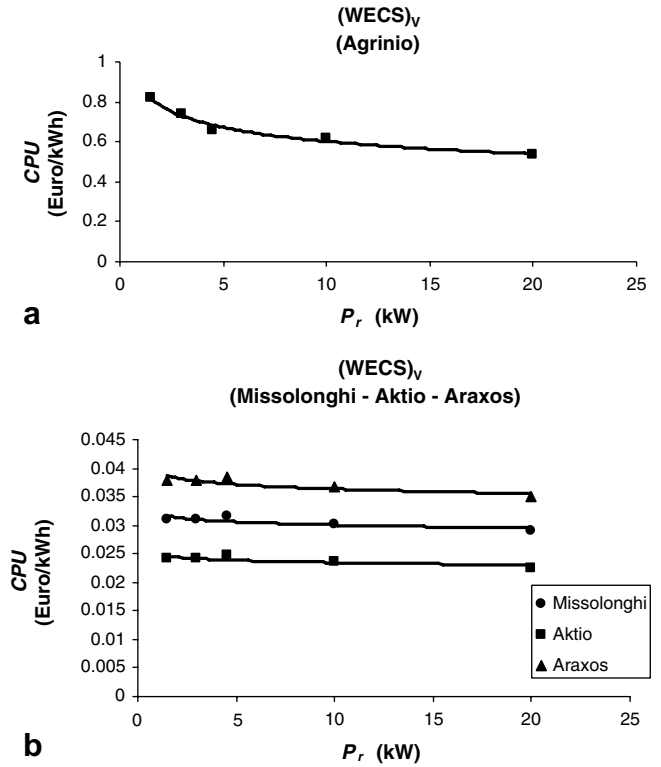 (WECS)V
(Agrinio)
1
0.8
0.6
0.4
0.2
0
CPU
(Euro/kWh)
0 5 10 15 20 25
a
Pr (kW)
(WECS)V
(Missolonghi - Aktio - Araxos)
0.045
0.04
0.035
0.03
0.025
0.02
0.015
0.01
0.005
0
CPU
(Euro/kWh)
Missolonghi
Aktio
Araxos
0 5 10 15 20 25
b
Pr (kW)